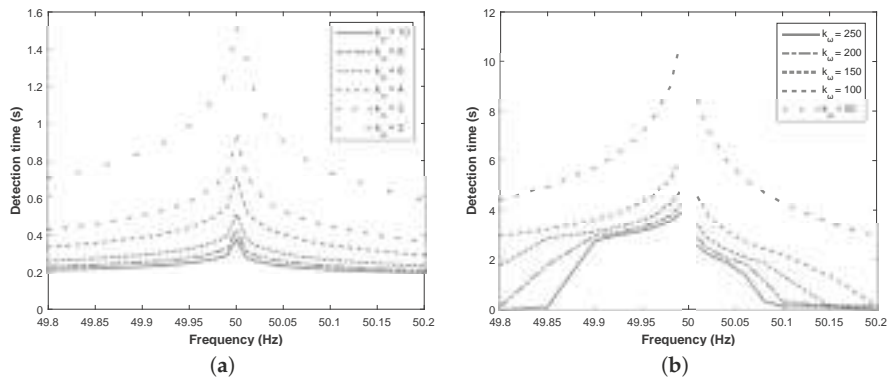 1.6
1.4
1.2
1
0.8
0.6
0.4
0.2
0
Detection time (s)
49.8 49.85 49.9 49.95 50 50.05 50.1 50.15 50.2
Frequency (Hz)
(a)
12
10
8
6
4
2
0
Detection time (s)
k_ω = 250
k_ω = 200
k_ω = 150
k_ω = 100
49.8 49.85 49.9 49.95 50 50.05 50.1 50.15 50.2
Frequency (Hz)
(b)